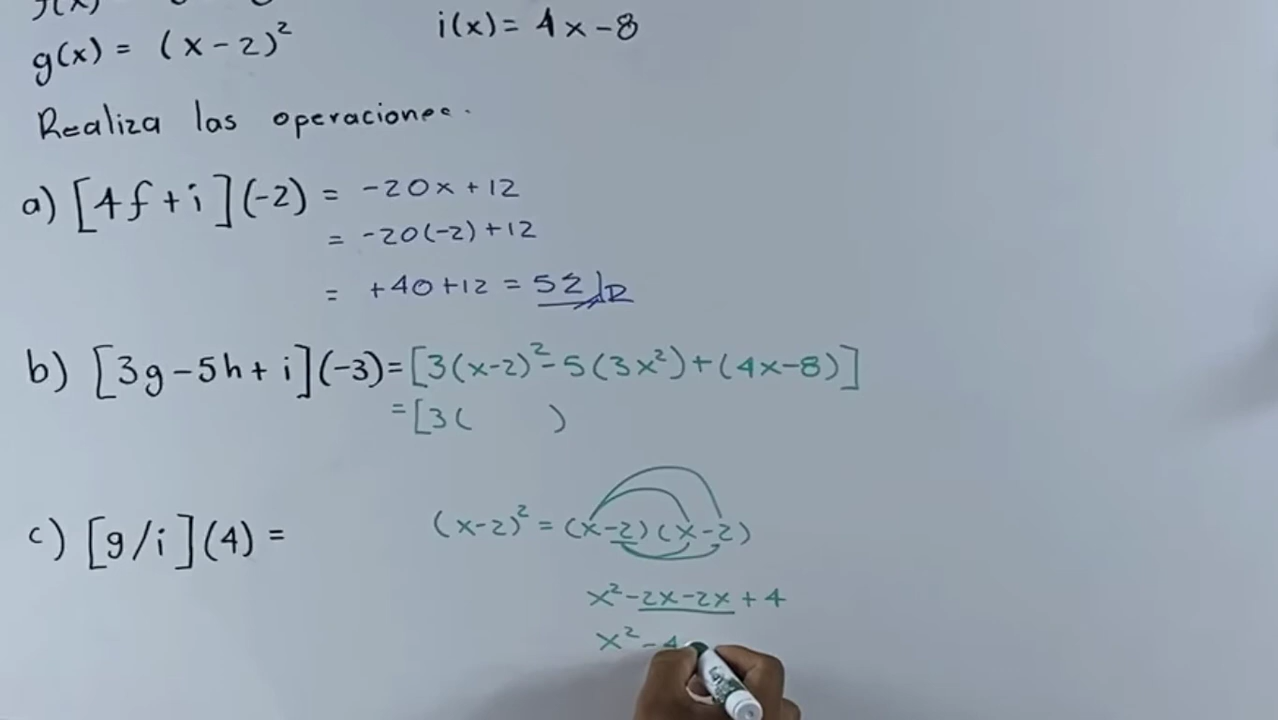 g(x) = (x-2)²
i(x) = 4x-8
Realiza las operaciones.
a) [4f+i](-2) = -20x+12
= -20(-2)+12
= +40+12 = 52 R
b) [3g-5h+i](-3) = [3(x-2)²-5(3x²)+(4x-8)]
= [3( )
c) [g/i](4) =
(x-2)² = (x-2)(x-2)
x²-2x-2x+4
x²-4